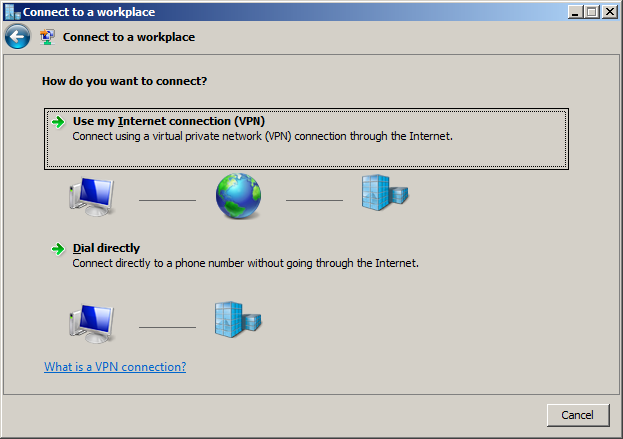 Connect to a workplace
Connect to a workplace
How do you want to connect?
Use my Internet connection (VPN)
Connect using a virtual private network (VPN) connection through the Internet.
Dial directly
Connect directly to a phone number without going through the Internet.
What is a VPN connection?
Cancel